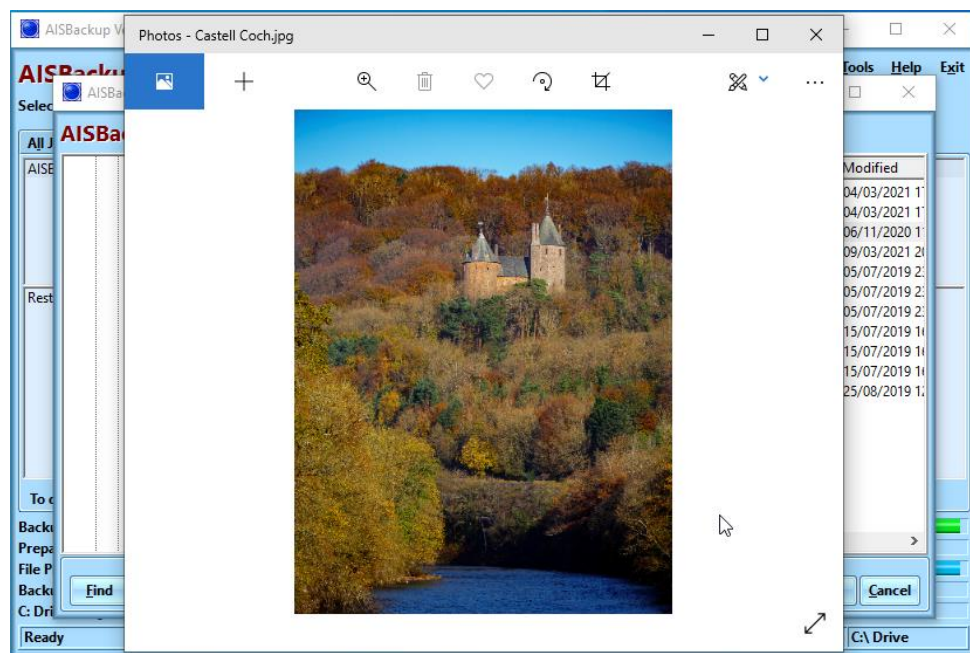 AISBackup V
Photos - Castell Coch.jpg
AISBacku
Tools Help Exit
Selec
AISBa
AISBa
All J
AISB
Modified
04/03/2021 1
04/03/2021 1
06/11/2020 1
09/03/2021 2
05/07/2019 2
05/07/2019 2
05/07/2019 2
15/07/2019 1
15/07/2019 1
15/07/2019 1
25/08/2019 1
Rest
To
Backu
Prepa
File P
Backu
C: Dri
Find
Cancel
Ready
C:\ Drive